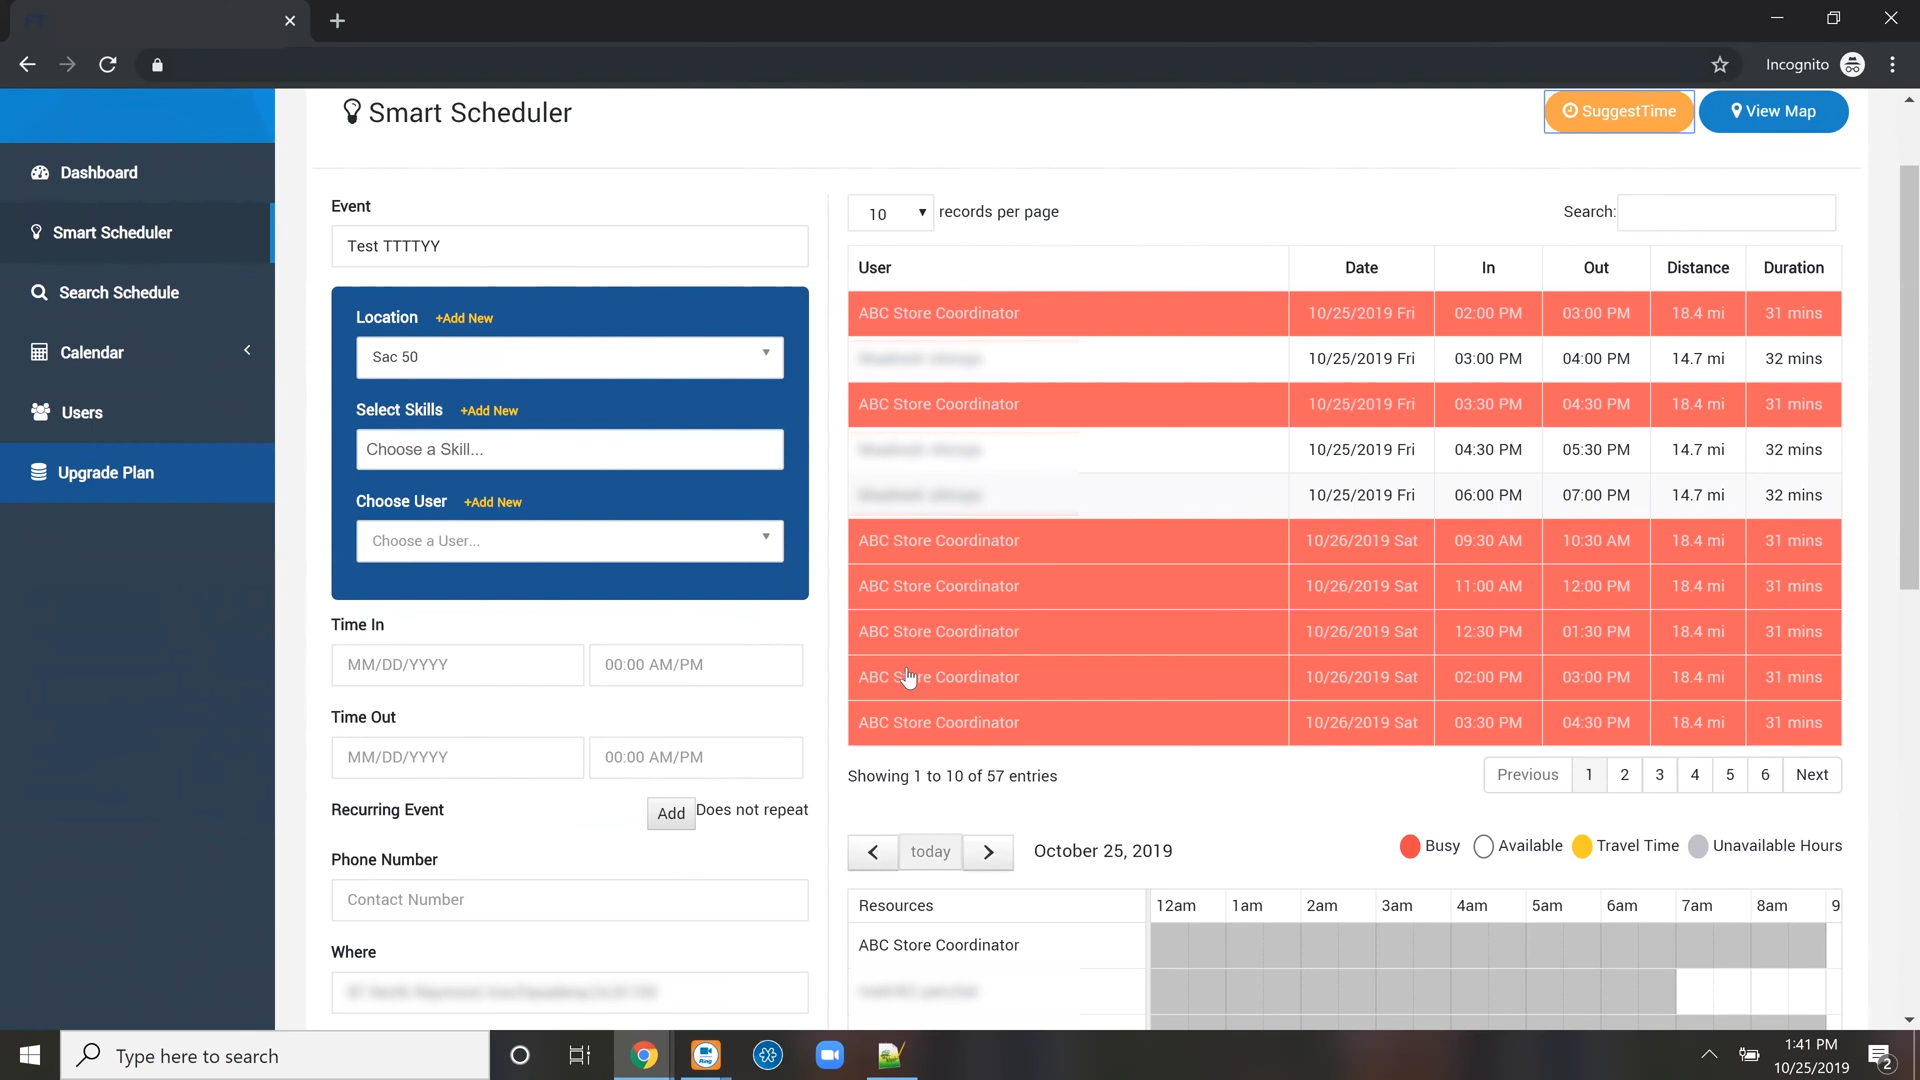 Incognito
Smart Scheduler
SuggestTime
View Map
Dashboard
Smart Scheduler
Search Schedule
Calendar
Users
Upgrade Plan
Event
Test TTTTYY
Location +Add New
Sac 50
Select Skills +Add New
Choose a Skill...
Choose User +Add New
Choose a User...
Time In
MM/DD/YYYY 00:00 AM/PM
Time Out
MM/DD/YYYY 00:00 AM/PM
Recurring Event Add Does not repeat
Phone Number
Contact Number
Where
10 records per page Search:
User Date In Out Distance Duration
ABC Store Coordinator 10/25/2019 Fri 02:00 PM 03:00 PM 18.4 mi 31 mins
10/25/2019 Fri 03:00 PM 04:00 PM 14.7 mi 32 mins
ABC Store Coordinator 10/25/2019 Fri 03:30 PM 04:30 PM 18.4 mi 31 mins
10/25/2019 Fri 04:30 PM 05:30 PM 14.7 mi 32 mins
10/25/2019 Fri 06:00 PM 07:00 PM 14.7 mi 32 mins
ABC Store Coordinator 10/26/2019 Sat 09:30 AM 10:30 AM 18.4 mi 31 mins
ABC Store Coordinator 10/26/2019 Sat 11:00 AM 12:00 PM 18.4 mi 31 mins
ABC Store Coordinator 10/26/2019 Sat 12:30 PM 01:30 PM 18.4 mi 31 mins
ABC Store Coordinator 10/26/2019 Sat 02:00 PM 03:00 PM 18.4 mi 31 mins
ABC Store Coordinator 10/26/2019 Sat 03:30 PM 04:30 PM 18.4 mi 31 mins
Showing 1 to 10 of 57 entries Previous 1 2 3 4 5 6 Next
today October 25, 2019 Busy Available Travel Time Unavailable Hours
Resources 12am 1am 2am 3am 4am 5am 6am 7am 8am 9
ABC Store Coordinator
Type here to search
1:41 PM
10/25/2019
2